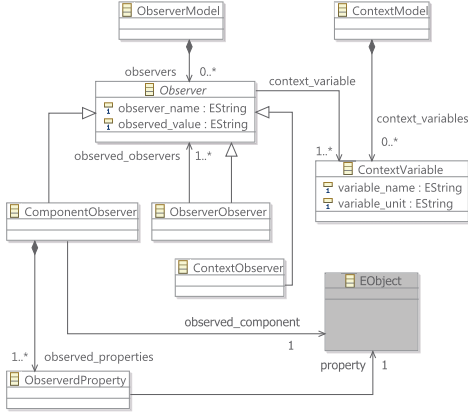 ObserverModel
ContextModel
observers
0..*
Observer
observer_name : EString
observed_value : EString
context_variable
context_variables
0..*
1..*
observed_observers
1..*
ContextVariable
variable_name : EString
variable_unit : EString
ComponentObserver
ObserverObserver
ContextObserver
EObject
observed_component
1
1..*
observed_properties
property
1
ObserverdProperty